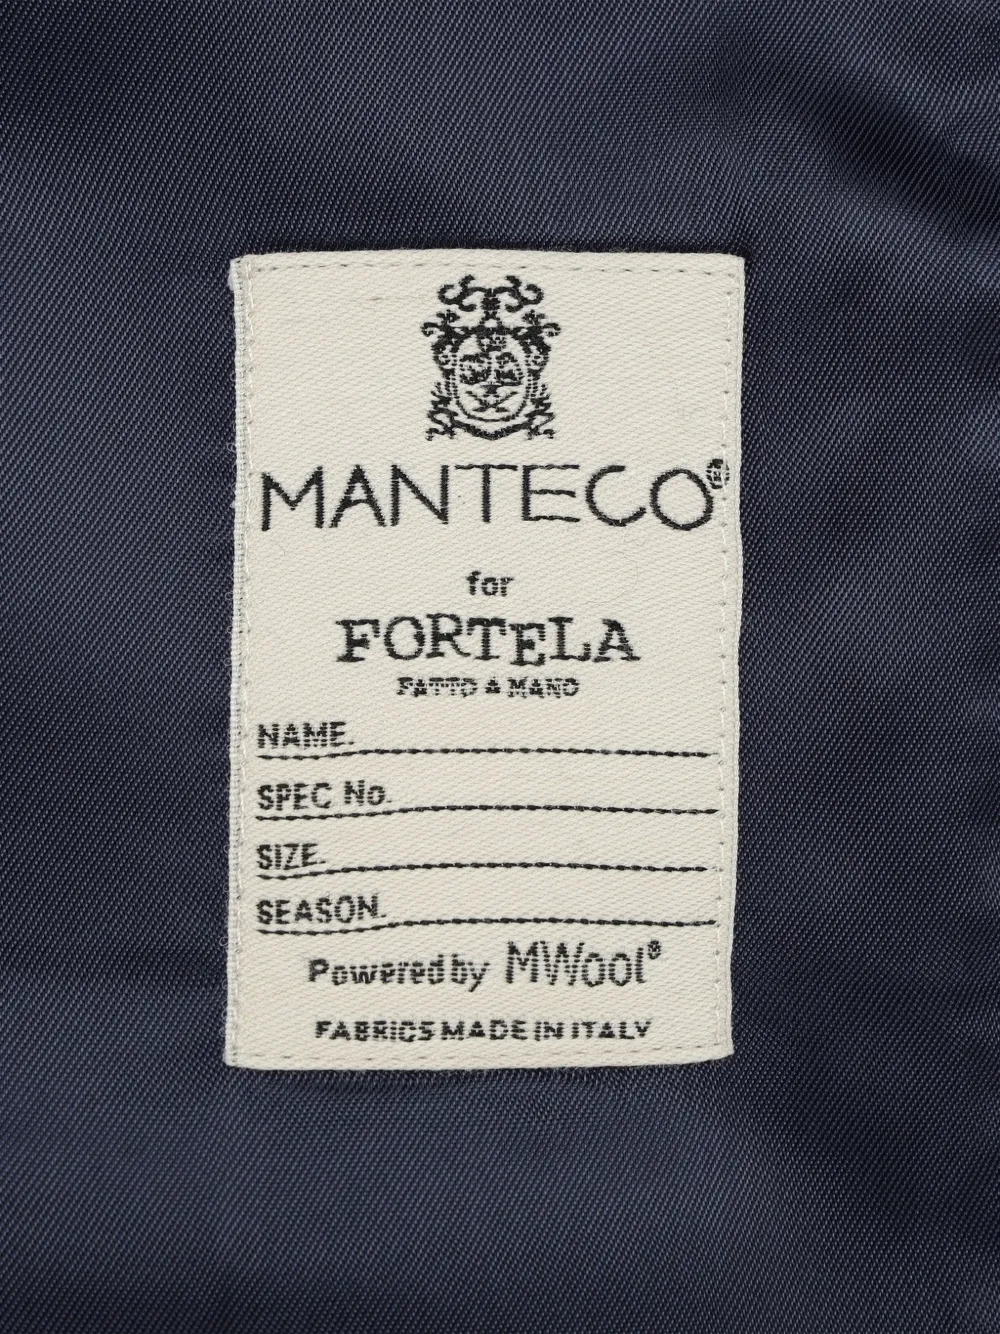 MANTECO®
for
FORTELA
FATTO A MANO
NAME.
SPEC No.
SIZE.
SEASON.
Powered by MWool®
FABRICS MADE IN ITALY